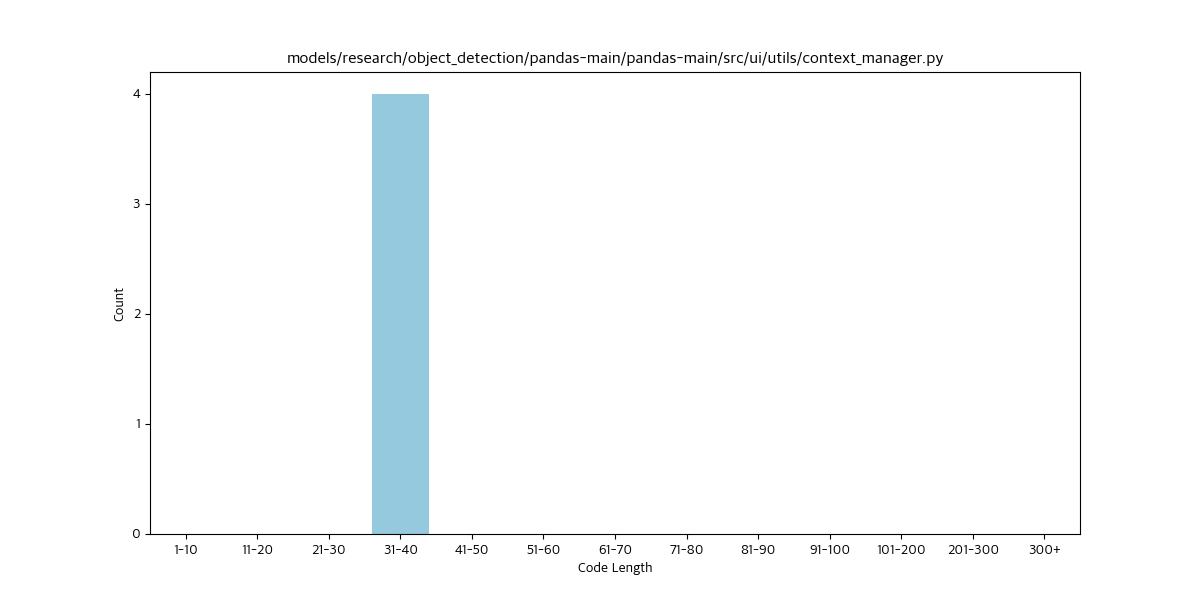 models/research/object_detection/pandas-main/pandas-main/src/ui/utils/context_manager.py
4
3
2
1
0
Count
1-10 11-20 21-30 31-40 41-50 51-60 61-70 71-80 81-90 91-100 101-200 201-300 300+
Code Length